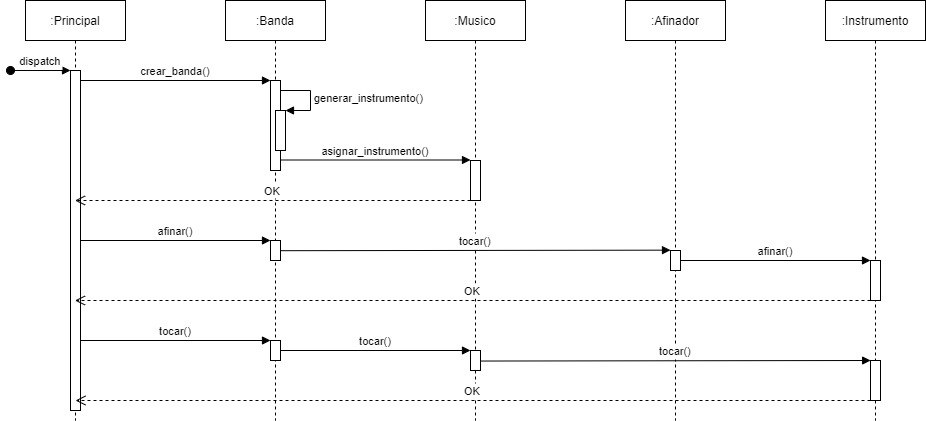 :Principal
:Banda
:Musico
:Afinador
:Instrumento
dispatch
crear_banda()
generar_instrumento()
asignar_instrumento()
OK
afinar()
tocar()
afinar()
OK
tocar()
tocar()
tocar()
OK